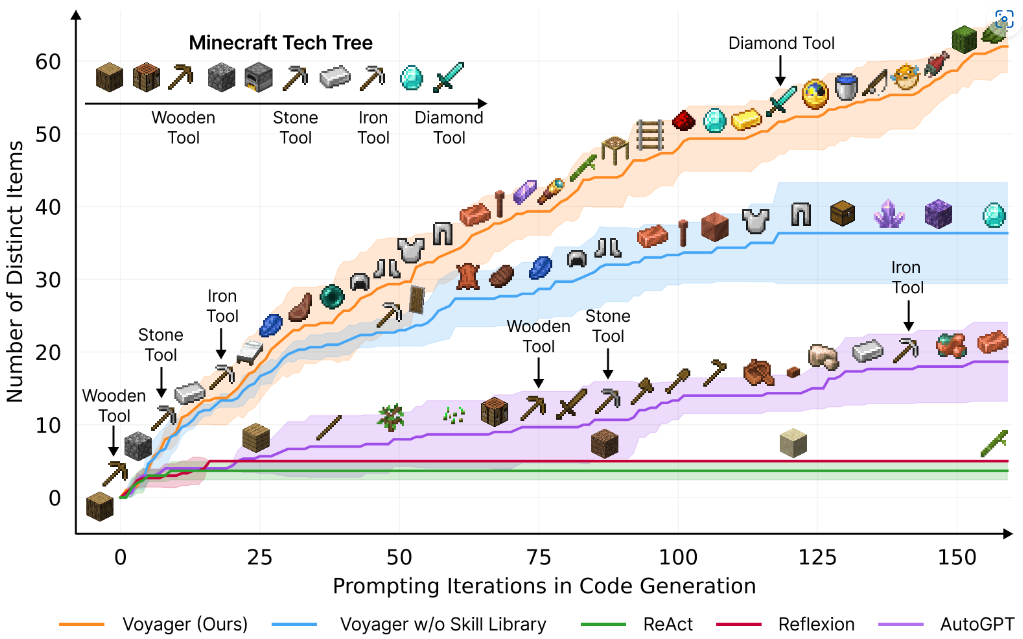 Minecraft Tech Tree
Wooden
Tool
Stone
Tool
Iron
Tool
Diamond
Tool
Diamond Tool
Iron
Tool
Iron
Tool
Stone
Tool
Wooden
Tool
Wooden
Tool
Stone
Tool
Number of Distinct Items
60
50
40
30
20
10
0
0 25 50 75 100 125 150
Prompting Iterations in Code Generation
Voyager (Ours) Voyager w/o Skill Library ReAct Reflexion AutoGPT